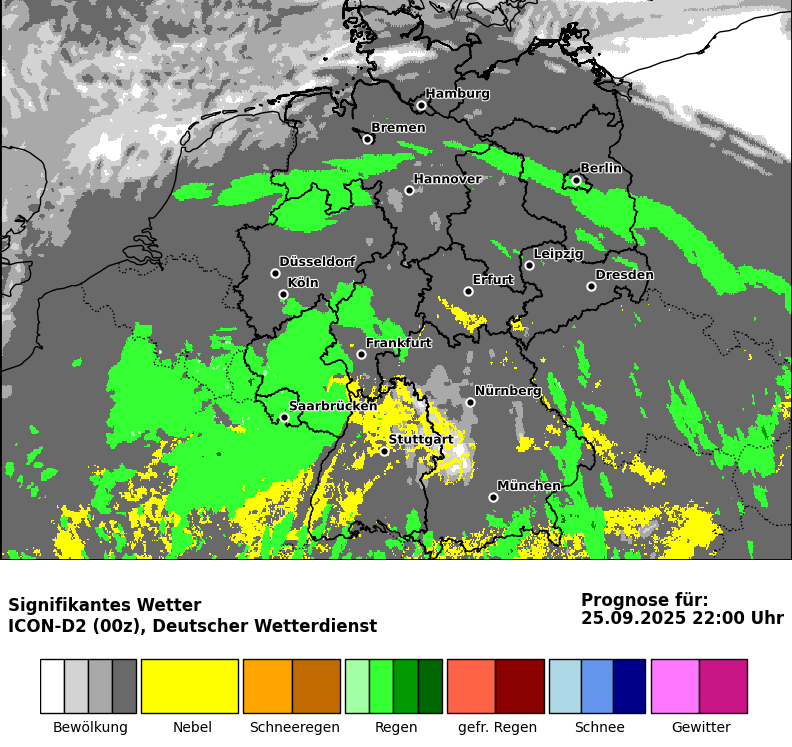 Hamburg
Bremen
Berlin
Hannover
Düsseldorf
Leipzig
Köln
Erfurt
Dresden
Frankfurt
Nürnberg
Saarbrücken
Stuttgart
München
Signifikantes Wetter
ICON-D2 (00z), Deutscher Wetterdienst
Prognose für:
25.09.2025 22:00 Uhr
Bewölkung Nebel Schneeregen Regen gefr. Regen Schnee Gewitter